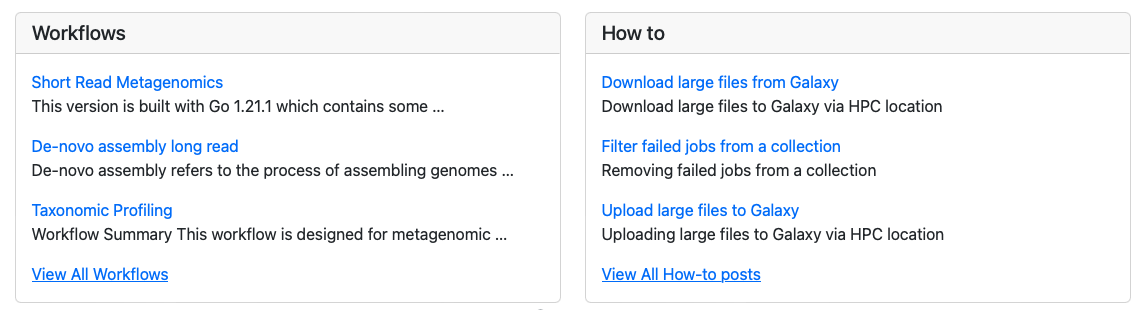 Workflows
Short Read Metagenomics
This version is built with Go 1.21.1 which contains some ...
De-novo assembly long read
De-novo assembly refers to the process of assembling genomes ...
Taxonomic Profiling
Workflow Summary This workflow is designed for metagenomic ...
View All Workflows
How to
Download large files from Galaxy
Download large files to Galaxy via HPC location
Filter failed jobs from a collection
Removing failed jobs from a collection
Upload large files to Galaxy
Uploading large files to Galaxy via HPC location
View All How-to posts